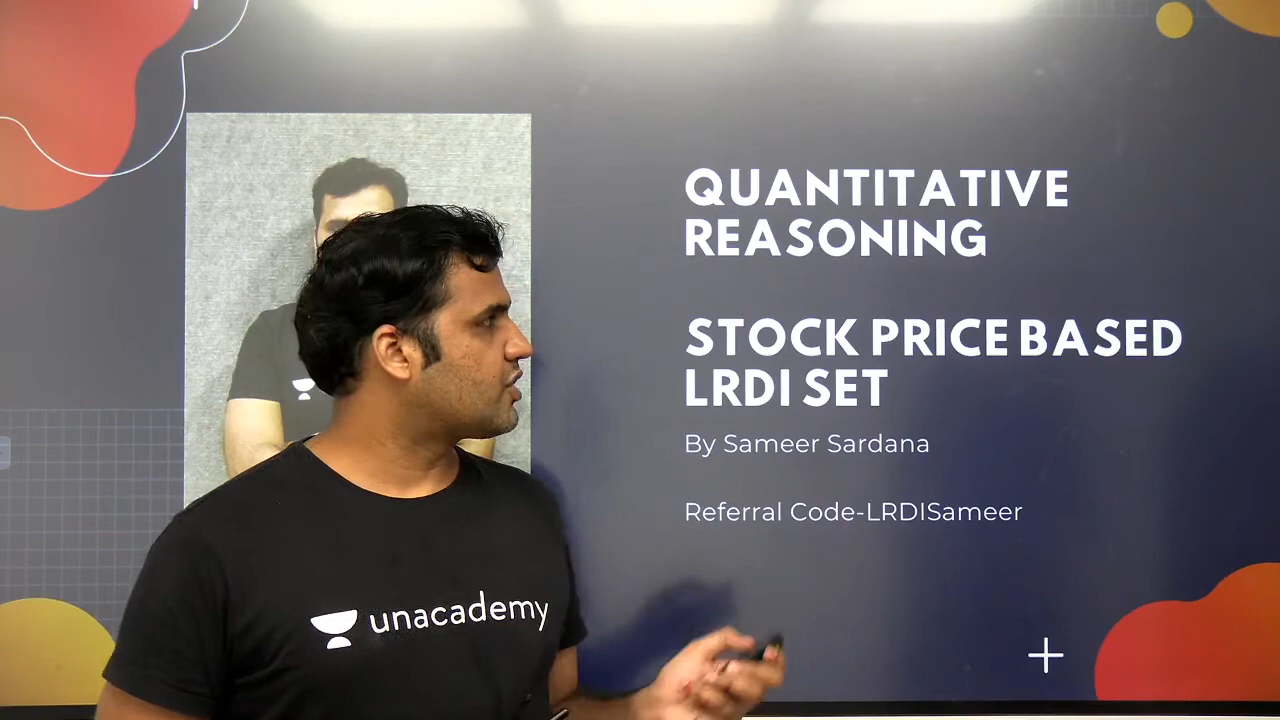 QUANTITATIVE
REASONING
STOCK PRICE BASED
LRDI SET
By Sameer Sardana
Referral Code-LRDISameer
unacademy